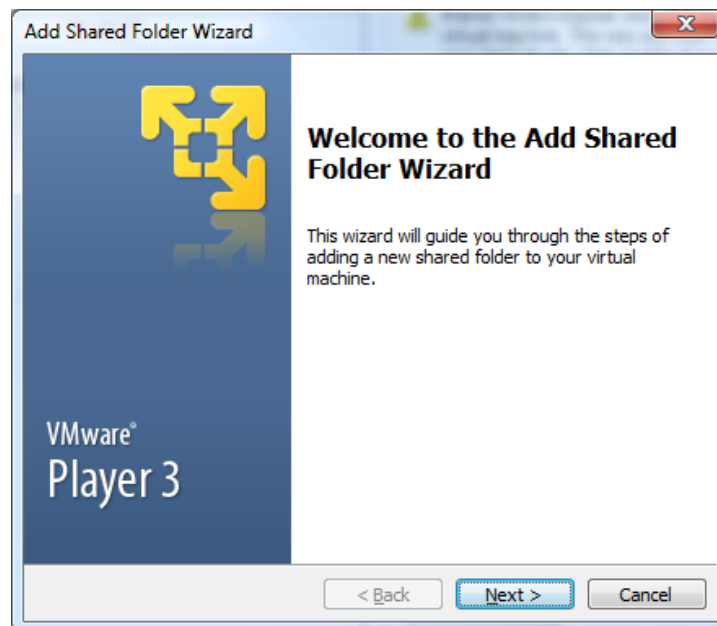 Add Shared Folder Wizard
Welcome to the Add Shared
Folder Wizard
This wizard will guide you through the steps of
adding a new shared folder to your virtual
machine.
VMware®
Player 3
< Back
Next >
Cancel